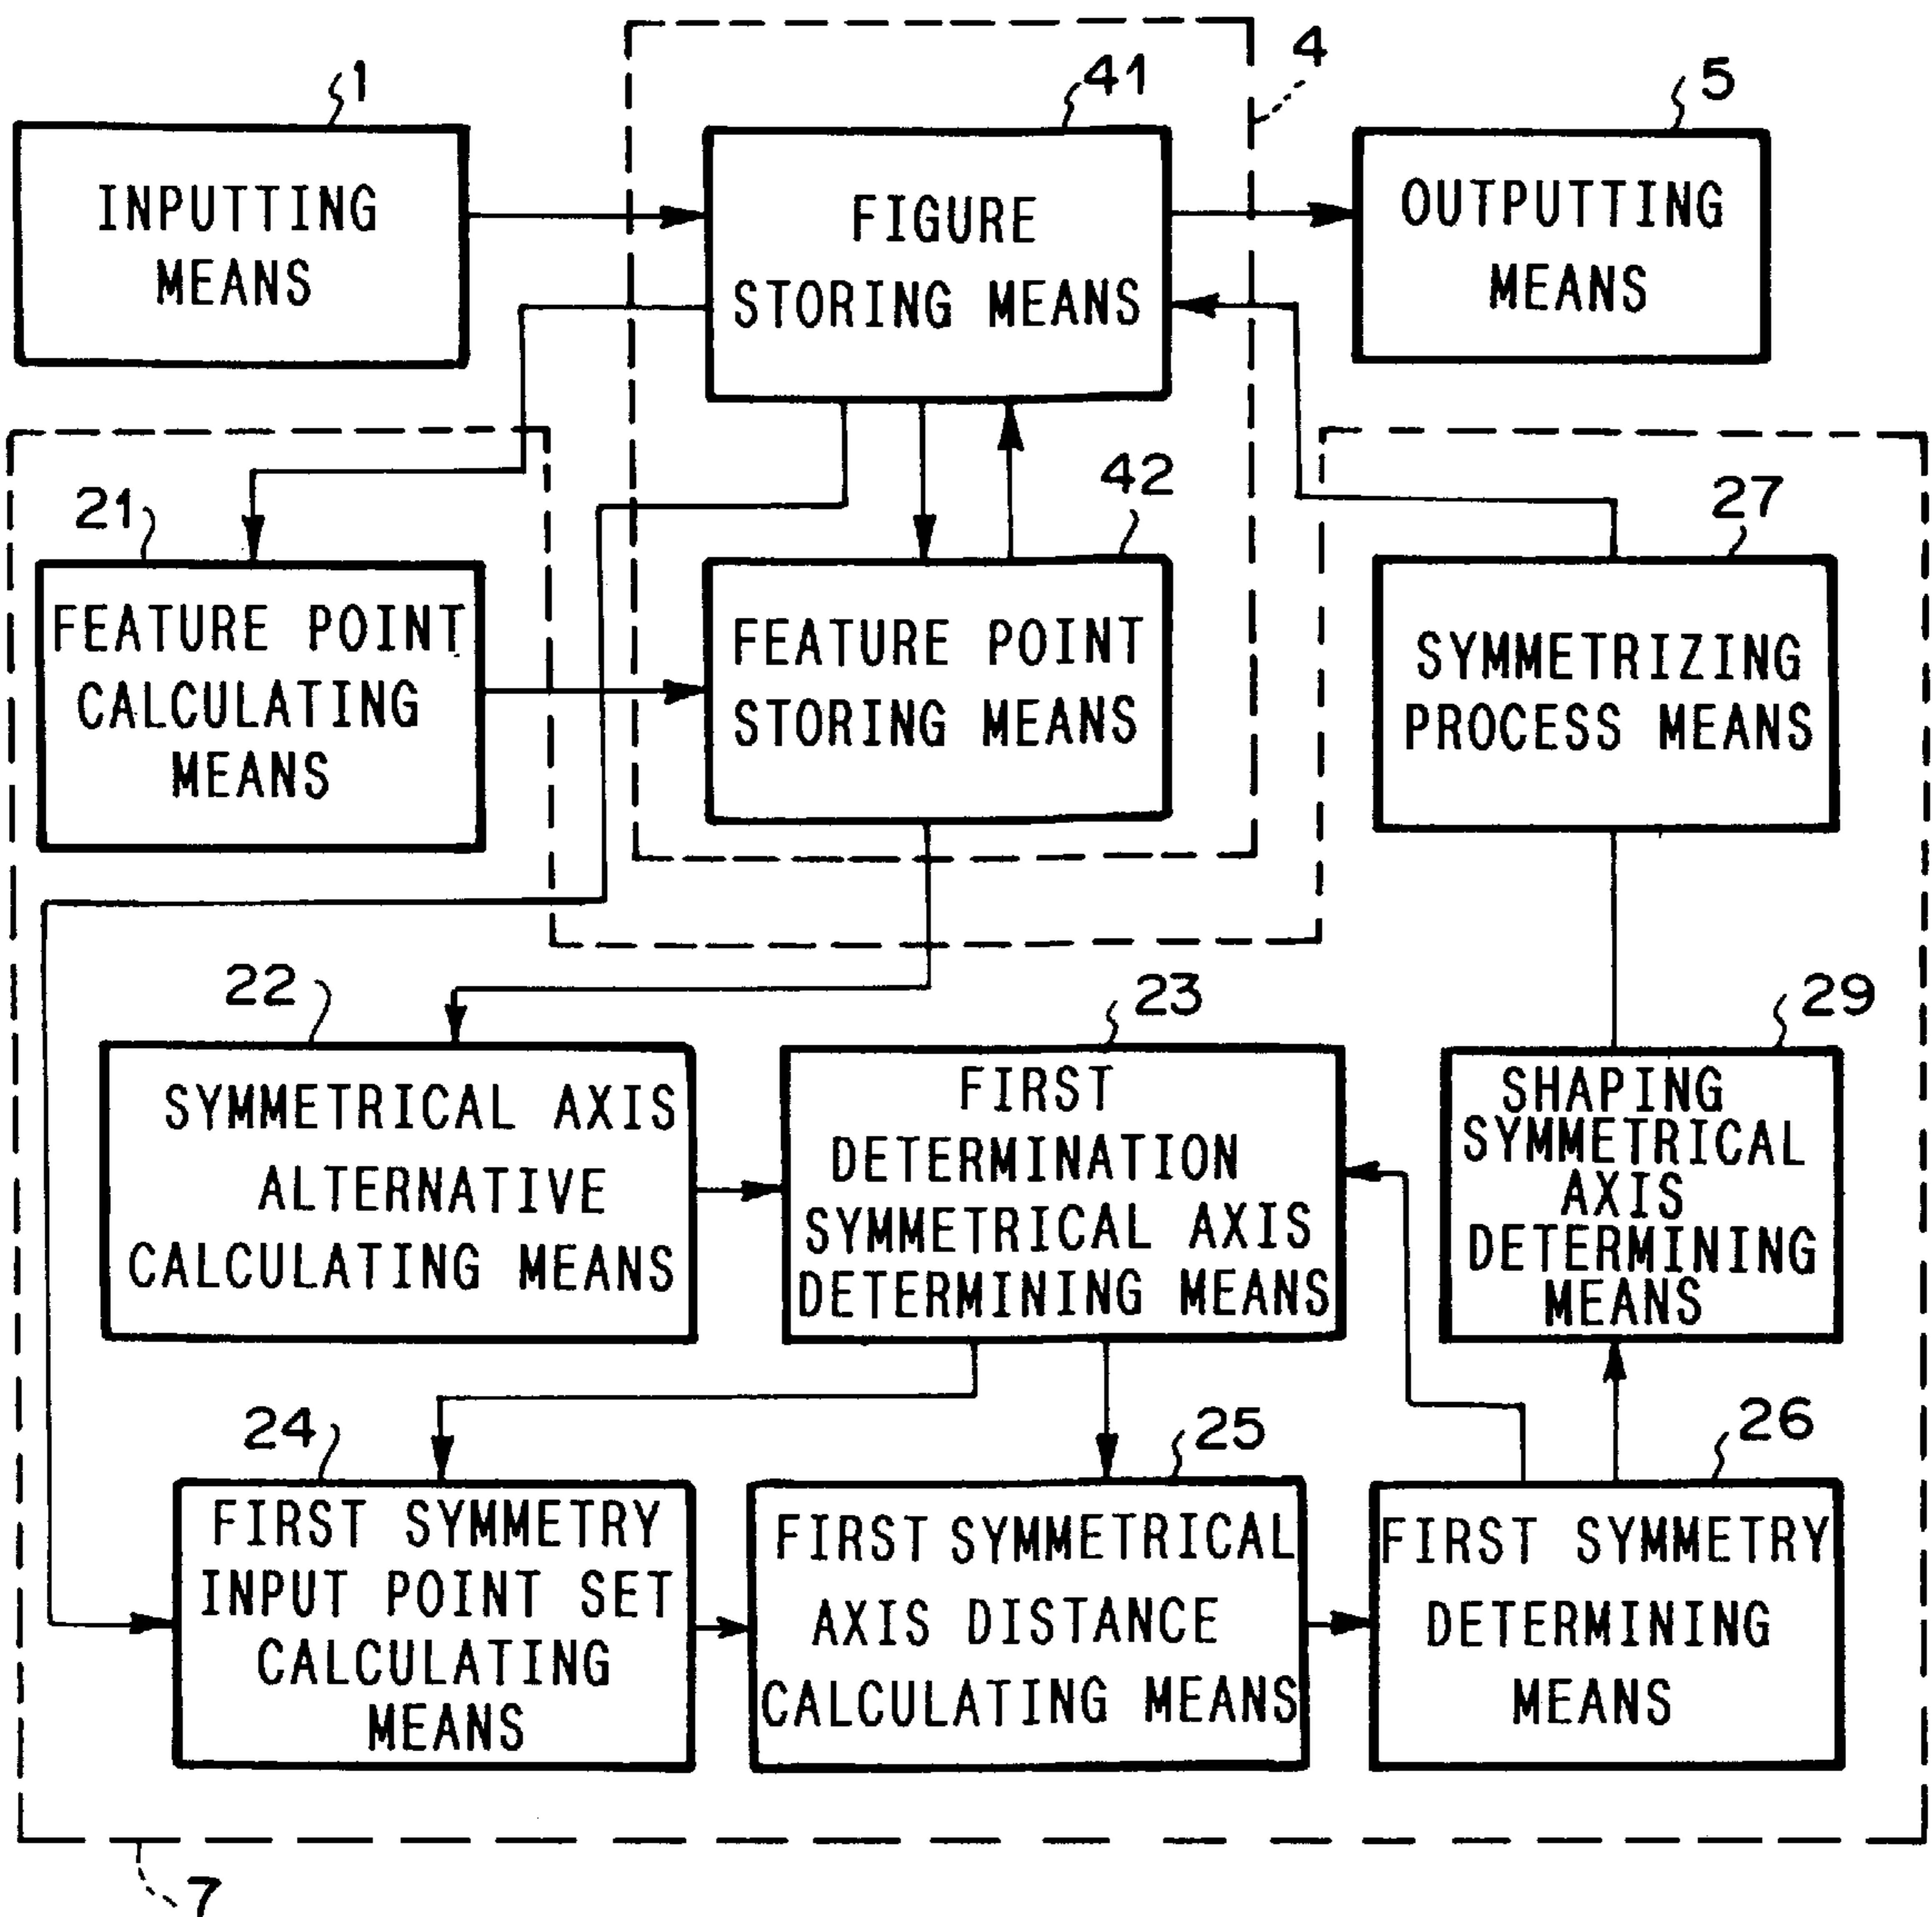 1
INPUTTING
MEANS
4
41
FIGURE
STORING MEANS
5
OUTPUTTING
MEANS
21
FEATURE POINT
CALCULATING
MEANS
42
FEATURE POINT
STORING MEANS
27
SYMMETRIZING
PROCESS MEANS
22
SYMMETRICAL AXIS
ALTERNATIVE
CALCULATING MEANS
23
FIRST
DETERMINATION
SYMMETRICAL AXIS
DETERMINING MEANS
29
SHAPING
SYMMETRICAL
AXIS
DETERMINING
MEANS
24
FIRST SYMMETRY
INPUT POINT SET
CALCULATING
MEANS
25
FIRST SYMMETRICAL
AXIS DISTANCE
CALCULATING MEANS
26
FIRST SYMMETRY
DETERMINING
MEANS
7